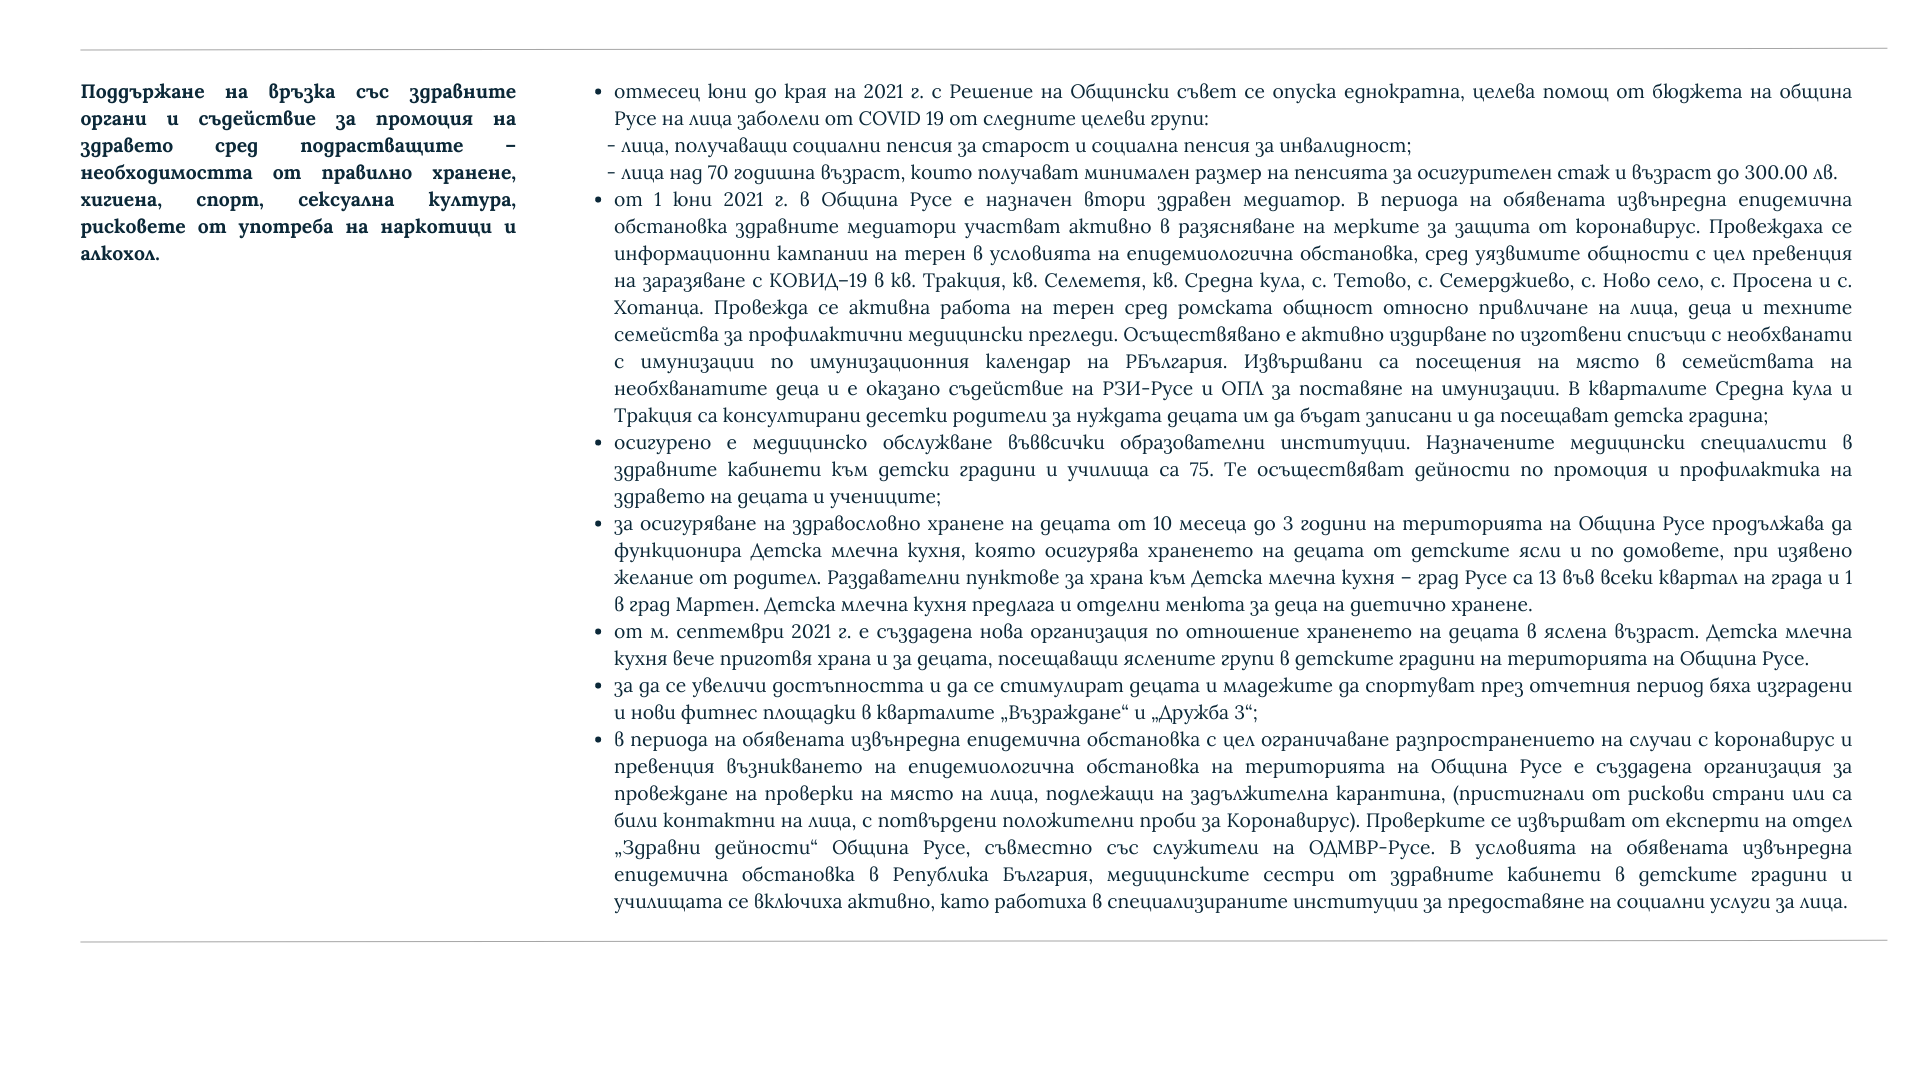 Поддържане на връзка със здравните
органи и съдействие за промоция на
здравето сред подрастващите –
необходимостта от правилно хранене,
хигиена, спорт, сексуална култура,
рисковете от употреба на наркотици и
алкохол.
• отмесец юни до края на 2021 г. с Решение на Общински съвет се опуска еднократна, целева помощ от бюджета на община
Русе на лица заболели от COVID 19 от следните целеви групи:
- лица, получаващи социални пенсия за старост и социална пенсия за инвалидност;
- лица над 70 годишна възраст, които получават минимален размер на пенсията за осигурителен стаж и възраст до 300.00 лв.
• от 1 юни 2021 г. в Община Русе е назначен втори здравен медиатор. В периода на обявената извънредна епидемична
обстановка здравните медиатори участват активно в разясняване на мерките за защита от коронавирус. Провеждаха се
информационни кампании на терен в условията на епидемиологична обстановка, сред уязвимите общности с цел превенция
на заразяване с КОВИД–19 в кв. Тракция, кв. Селеметя, кв. Средна кула, с. Тетово, с. Семерджиево, с. Ново село, с. Просена и с.
Хотанца. Провежда се активна работа на терен сред ромската общност относно привличане на лица, деца и техните
семейства за профилактични медицински прегледи. Осъществявано е активно издирване по изготвени списъци с необхванати
с имунизации по имунизационния календар на РБългария. Извършвани са посещения на място в семействата на
необхванатите деца и е оказано съдействие на РЗИ-Русе и ОПЛ за поставяне на имунизации. В кварталите Средна кула и
Тракция са консултирани десетки родители за нуждата децата им да бъдат записани и да посещават детска градина;
• осигурено е медицинско обслужване въввсички образователни институции. Назначените медицински специалисти в
здравните кабинети към детски градини и училища са 75. Те осъществяват дейности по промоция и профилактика на
здравето на децата и учениците;
• за осигуряване на здравословно хранене на децата от 10 месеца до 3 години на територията на Община Русе продължава да
функционира Детска млечна кухня, която осигурява храненето на децата от детските ясли и по домовете, при изявено
желание от родител. Раздавателни пунктове за храна към Детска млечна кухня – град Русе са 13 във всеки квартал на града и 1
в град Мартен. Детска млечна кухня предлага и отделни менюта за деца на диетично хранене.
• от м. септември 2021 г. е създадена нова организация по отношение храненето на децата в яслена възраст. Детска млечна
кухня вече приготвя храна и за децата, посещаващи яслените групи в детските градини на територията на Община Русе.
• за да се увеличи достъпността и да се стимулират децата и младежите да спортуват през отчетния период бяха изградени
и нови фитнес площадки в кварталите „Възраждане“ и „Дружба 3“;
• в периода на обявената извънредна епидемична обстановка с цел ограничаване разпространението на случаи с коронавирус и
превенция възникването на епидемиологична обстановка на територията на Община Русе е създадена организация за
провеждане на проверки на място на лица, подлежащи на задължителна карантина, (пристигнали от рискови страни или са
били контактни на лица, с потвърдени положителни проби за Коронавирус). Проверките се извършват от експерти на отдел
„Здравни дейности“ Община Русе, съвместно със служители на ОДМВР-Русе. В условията на обявената извънредна
епидемична обстановка в Република България, медицинските сестри от здравните кабинети в детските градини и
училищата се включиха активно, като работиха в специализираните институции за предоставяне на социални услуги за лица.